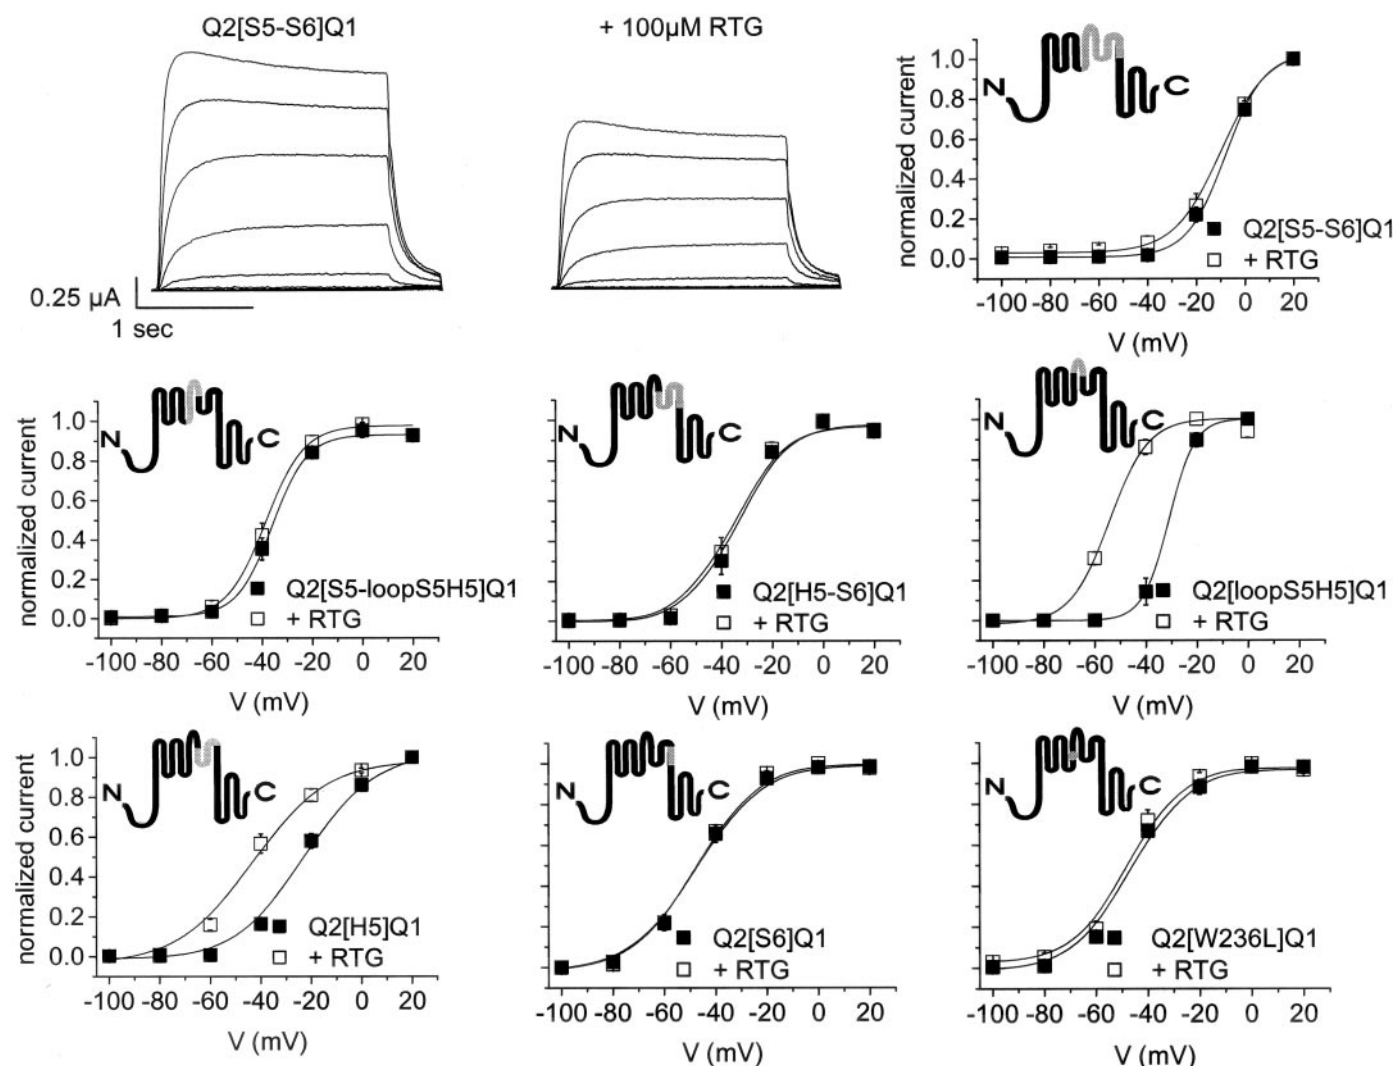 Q2[S5-S6]Q1
+ 100µM RTG
0.25 µA
1 sec
normalized current
1.0
0.8
0.6
0.4
0.2
0.0
N C
Q2[S5-S6]Q1
+ RTG
-100 -80 -60 -40 -20 0 20
V (mV)
normalized current
1.0
0.8
0.6
0.4
0.2
0.0
N C
Q2[S5-loopS5H5]Q1
+ RTG
-100 -80 -60 -40 -20 0 20
V (mV)
N C
Q2[H5-S6]Q1
+ RTG
-100 -80 -60 -40 -20 0 20
V (mV)
N C
Q2[loopS5H5]Q1
+ RTG
-100 -80 -60 -40 -20 0 20
V (mV)
normalized current
1.0
0.8
0.6
0.4
0.2
0.0
N C
Q2[H5]Q1
+ RTG
-100 -80 -60 -40 -20 0 20
V (mV)
N C
Q2[S6]Q1
+ RTG
-100 -80 -60 -40 -20 0 20
V (mV)
N C
Q2[W236L]Q1
+ RTG
-100 -80 -60 -40 -20 0 20
V (mV)